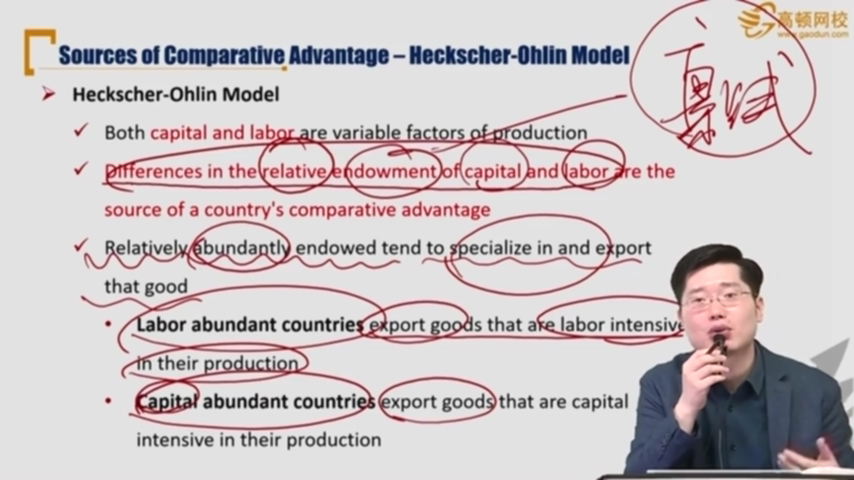 高顿网校
www.gaodun.com
Sources of Comparative Advantage – Heckscher-Ohlin Model
Heckscher-Ohlin Model
Both capital and labor are variable factors of production
Differences in the relative endowment of capital and labor are the
source of a country's comparative advantage
Relatively abundantly endowed tend to specialize in and export
that good
Labor abundant countries export goods that are labor intensive
in their production
Capital abundant countries export goods that are capital
intensive in their production